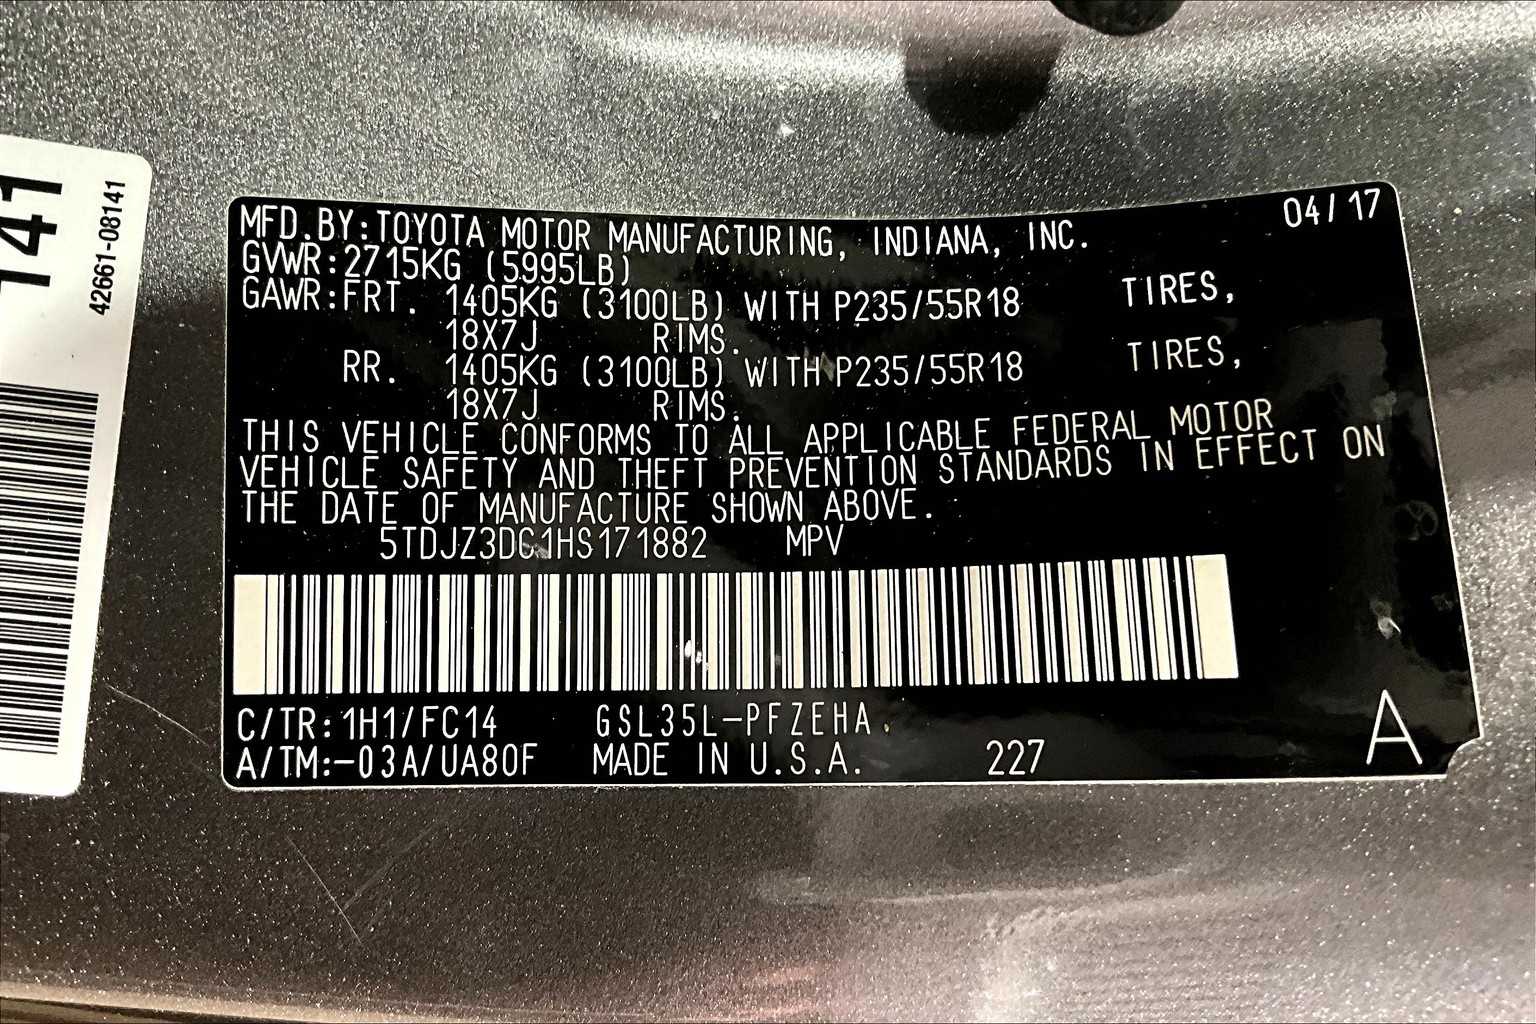 141
42661-08141
MFD.BY:TOYOTA MOTOR MANUFACTURING, INDIANA, INC. 04/17
GVWR:2715KG (5995LB)
GAWR:FRT. 1405KG (3100LB) WITH P235/55R18 TIRES,
18X7J RIMS.
RR. 1405KG (3100LB) WITH P235/55R18 TIRES,
18X7J RIMS.
THIS VEHICLE CONFORMS TO ALL APPLICABLE FEDERAL MOTOR
VEHICLE SAFETY AND THEFT PREVENTION STANDARDS IN EFFECT ON
THE DATE OF MANUFACTURE SHOWN ABOVE.
5TDJZ3DC1HS171882 MPV
C/TR:1H1/FC14 GSL35L-PFZEHA
A/TM:-03A/UA80F MADE IN U.S.A. 227
A